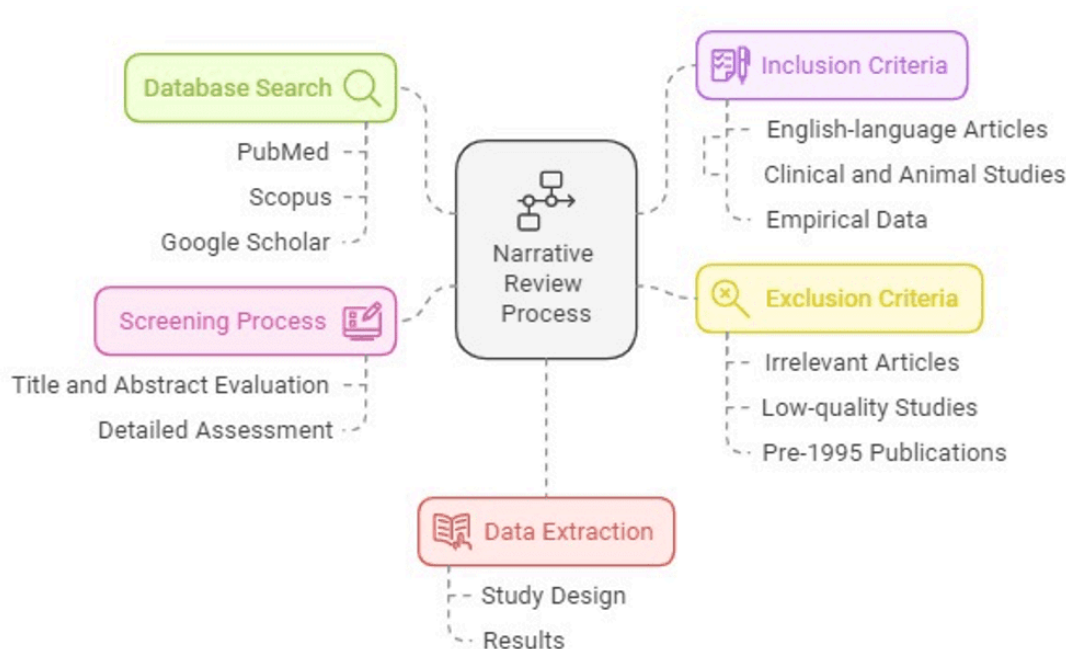 Database Search
PubMed
Scopus
Google Scholar
Screening Process
Title and Abstract Evaluation
Detailed Assessment
Narrative
Review
Process
Inclusion Criteria
English-language Articles
Clinical and Animal Studies
Empirical Data
Exclusion Criteria
Irrelevant Articles
Low-quality Studies
Pre-1995 Publications
Data Extraction
Study Design
Results